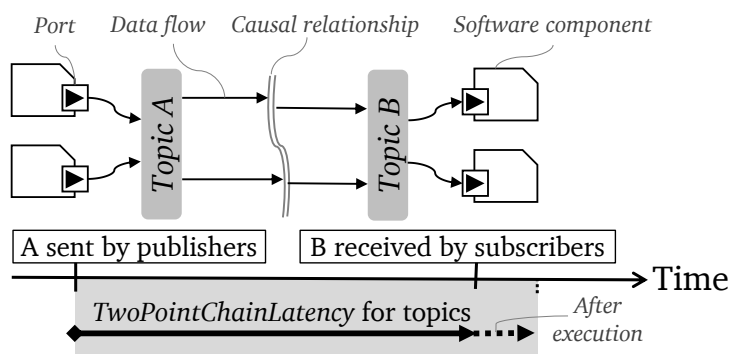 Port
Data flow
Causal relationship
Software component
Topic A
Topic B
A sent by publishers
B received by subscribers
Time
TwoPointChainLatency for topics
After
execution